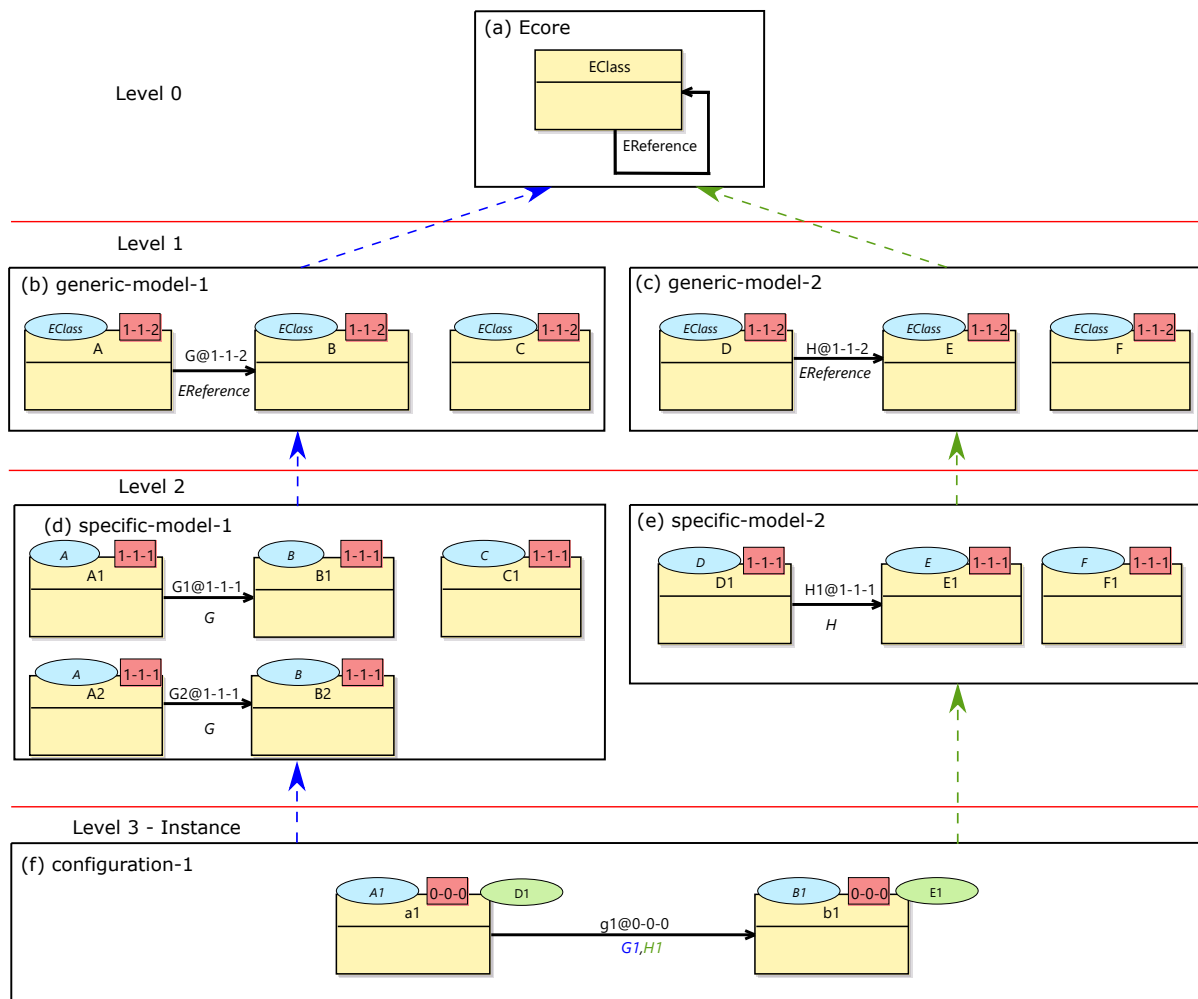 (a) Ecore
EClass
Level 0
EReference
Level 1
(b) generic-model-1
EClass 1-1-2 EClass 1-1-2 EClass 1-1-2
A B C
G@1-1-2
EReference
(c) generic-model-2
EClass 1-1-2 EClass 1-1-2 EClass 1-1-2
D E F
H@1-1-2
EReference
Level 2
(d) specific-model-1
A 1-1-1 B 1-1-1 C 1-1-1
A1 B1 C1
G1@1-1-1
G
A 1-1-1 B 1-1-1
A2 B2
G2@1-1-1
G
(e) specific-model-2
D 1-1-1 E 1-1-1 F 1-1-1
D1 E1 F1
H1@1-1-1
H
Level 3 - Instance
(f) configuration-1
A1 0-0-0 D1 B1 0-0-0 E1
a1 b1
g1@0-0-0
G1,H1